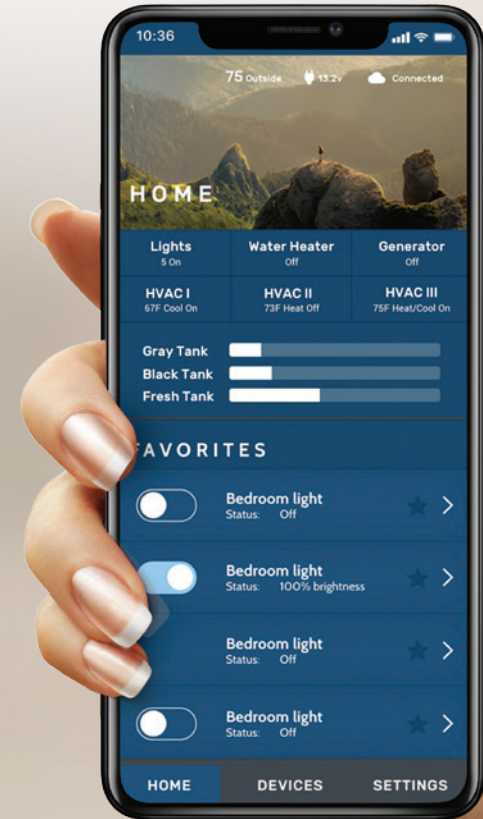 10:36
75 Outside 13.2v Connected
HOME
Lights Water Heater Generator
5 On Off Off
HVAC I HVAC II HVAC III
67F Cool On 73F Heat Off 75F Heat/Cool On
Gray Tank
Black Tank
Fresh Tank
FAVORITES
Bedroom light
Status: Off
Bedroom light
Status: 100% brightness
Bedroom light
Status: Off
Bedroom light
Status: Off
HOME DEVICES SETTINGS